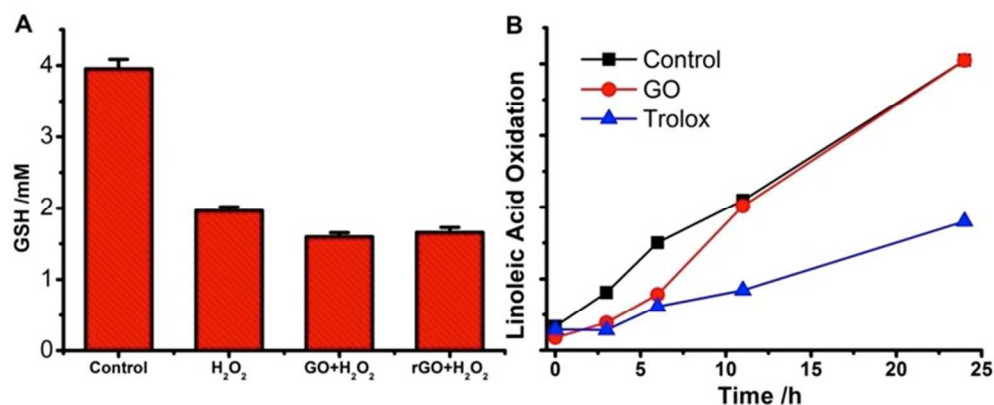 A
GSH /mM
4
3
2
1
0
Control
H₂O₂
GO+H₂O₂
rGO+H₂O₂
B
Linoleic Acid Oxidation
Control
GO
Trolox
0 5 10 15 20 25
Time /h